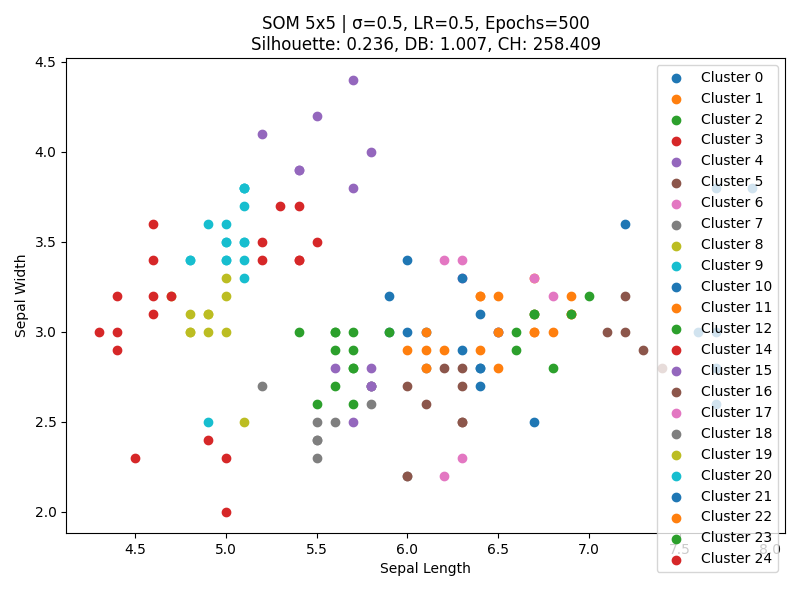 SOM 5x5 | σ=0.5, LR=0.5, Epochs=500
Silhouette: 0.236, DB: 1.007, CH: 258.409
Sepal Width
4.5
4.0
3.5
3.0
2.5
2.0
Cluster 0
Cluster 1
Cluster 2
Cluster 3
Cluster 4
Cluster 5
Cluster 6
Cluster 7
Cluster 8
Cluster 9
Cluster 10
Cluster 11
Cluster 12
Cluster 14
Cluster 15
Cluster 16
Cluster 17
Cluster 18
Cluster 19
Cluster 20
Cluster 21
Cluster 22
Cluster 23
Cluster 24
4.5 5.0 5.5 6.0 6.5 7.0 7.5 8.0
Sepal Length